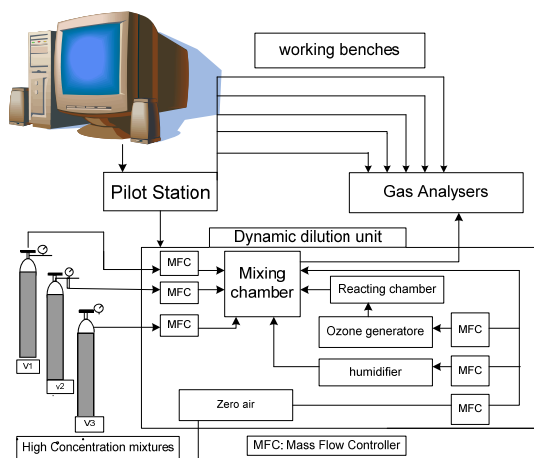 working benches
Pilot Station
Gas Analysers
Dynamic dilution unit
MFC
Mixing
chamber
MFC
Reacting chamber
MFC
Ozone generatore
MFC
humidifier
MFC
Zero air
MFC
V1
v2
V3
High Concentration mixtures
MFC: Mass Flow Controller